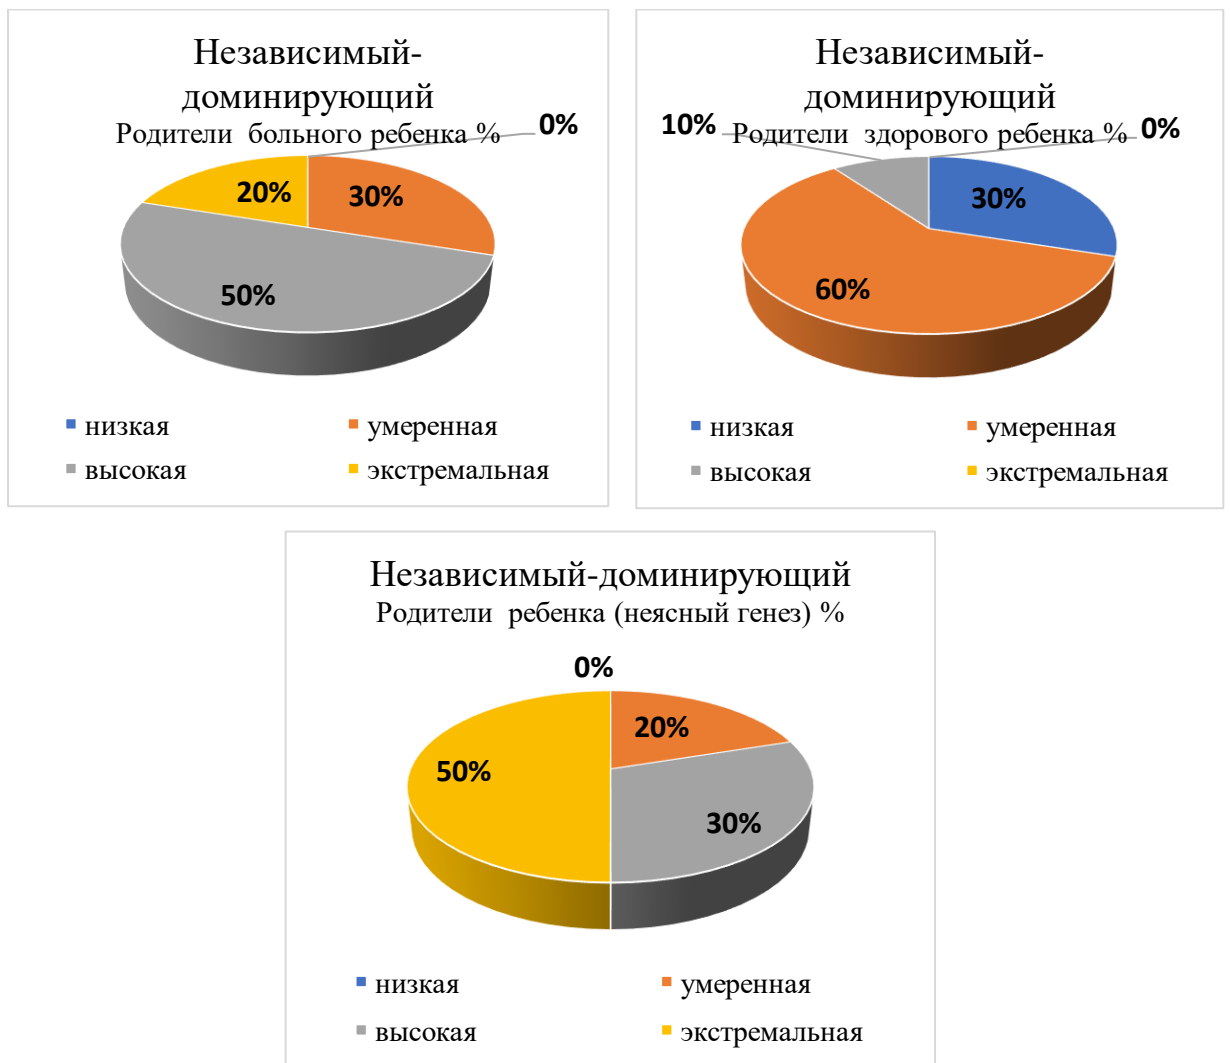 Независимый-
доминирующий
Родители больного ребенка %
0%
20%
30%
50%
низкая
умеренная
высокая
экстремальная
Независимый-
доминирующий
Родители здорового ребенка %
10%
0%
30%
60%
низкая
умеренная
высокая
экстремальная
Независимый-доминирующий
Родители ребенка (неясный генез) %
0%
20%
50%
30%
низкая
умеренная
высокая
экстремальная